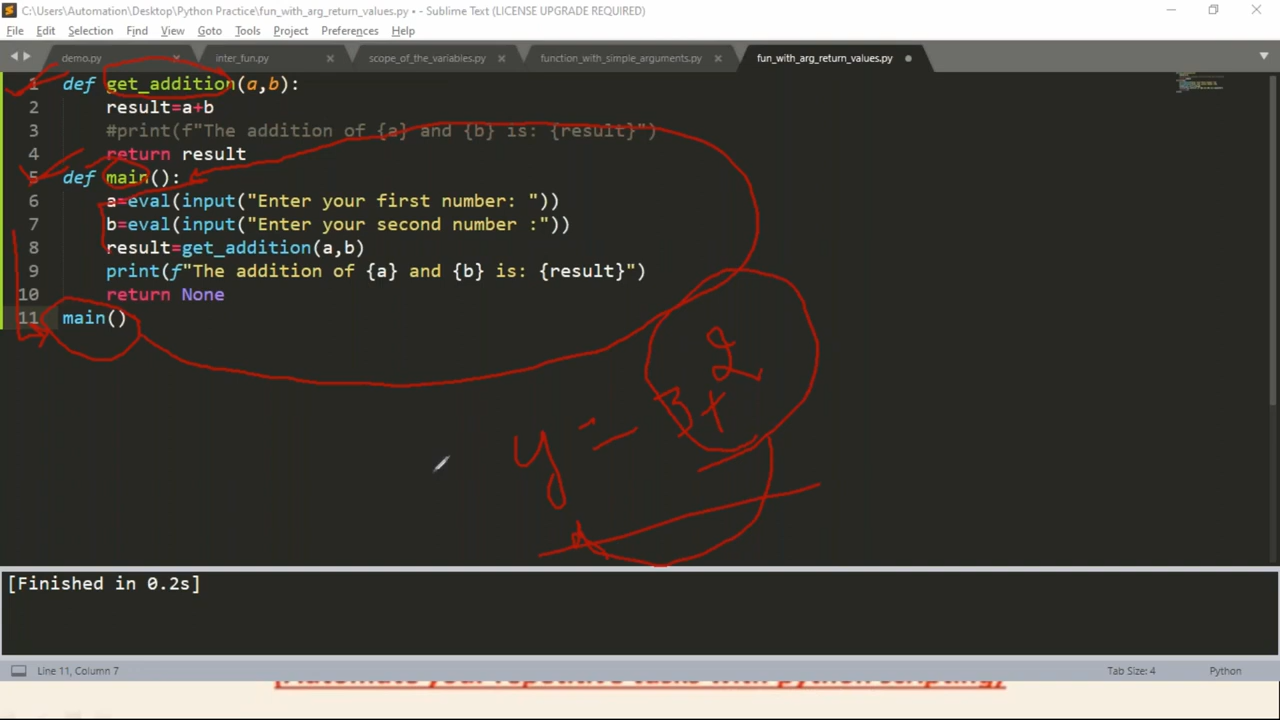 C:\Users\Automation\Desktop\Python Practice\fun_with_arg_return_values.py • - Sublime Text (LICENSE UPGRADE REQUIRED)
File Edit Selection Find View Goto Tools Project Preferences Help
demo.py inter_fun.py scope_of_the_variables.py function_with_simple_arguments.py fun_with_arg_return_values.py
1 def get_addition(a,b):
2 result=a+b
3 #print(f"The addition of {a} and {b} is: {result}")
4 return result
5 def main():
6 a=eval(input("Enter your first number: "))
7 b=eval(input("Enter your second number :"))
8 result=get_addition(a,b)
9 print(f"The addition of {a} and {b} is: {result}")
10 return None
11 main()
y = 3+2
[Finished in 0.2s]
Line 11, Column 7 Tab Size: 4 Python